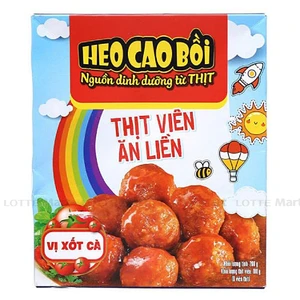 HEO CAO BỒI
Nguồn dinh dưỡng từ THỊT
THỊT VIÊN
ĂN LIỀN
LOTTE Mart
VỊ XỐT CÀ